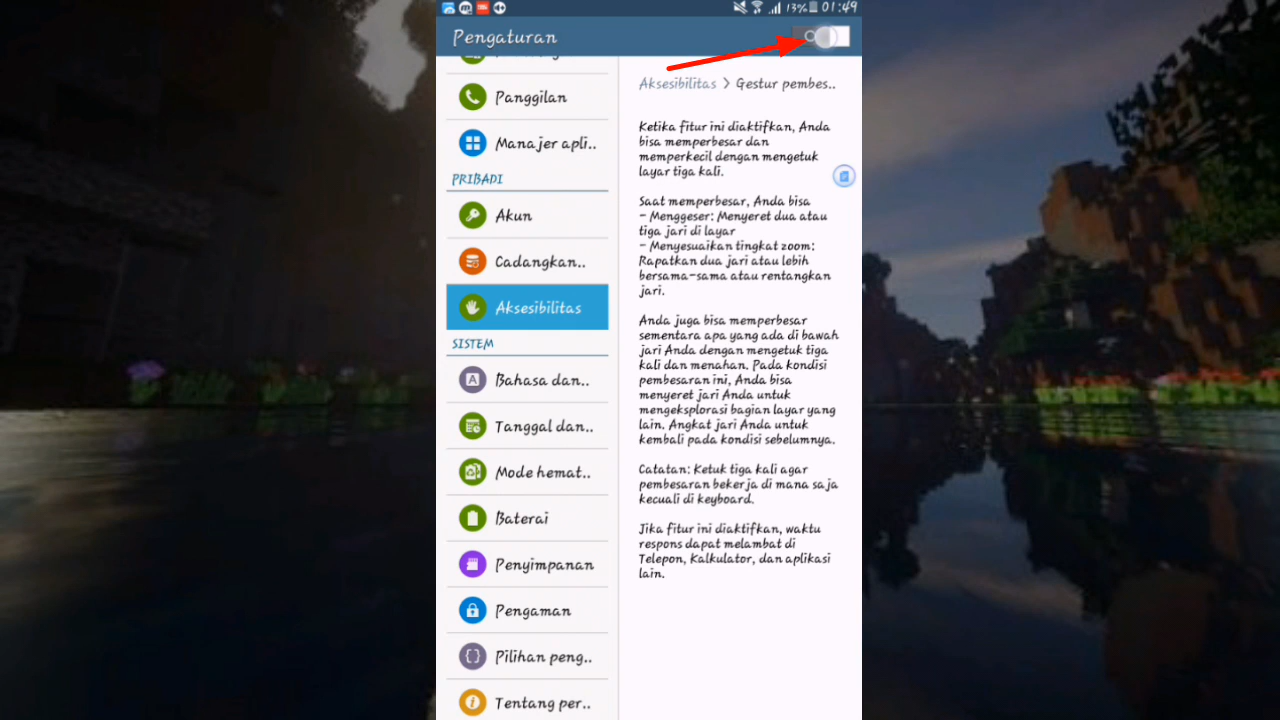 13% 01:49
Pengaturan
Panggilan
Manajer apli..
PRIBADI
Akun
Cadangkan..
Aksesibilitas
SISTEM
Bahasa dan..
Tanggal dan..
Mode hemat..
Baterai
Penyimpanan
Pengaman
Pilihan peng..
Tentang per..
Aksesibilitas > Gestur pembes..
Ketika fitur ini diaktifkan, Anda
bisa memperbesar dan
memperkecil dengan mengetuk
layar tiga kali.
Saat memperbesar, Anda bisa
- Menggeser: Menyeret dua atau
tiga jari di layar
- Menyesuaikan tingkat zoom:
Rapatkan dua jari atau lebih
bersama-sama atau rentangkan
jari.
Anda juga bisa memperbesar
sementara apa yang ada di bawah
jari Anda dengan mengetuk tiga
kali dan menahan. Pada kondisi
pembesaran ini, Anda bisa
menyeret jari Anda untuk
mengeksplorasi bagian layar yang
lain. Angkat jari Anda untuk
kembali pada kondisi sebelumnya.
Catatan: Ketuk tiga kali agar
pembesaran bekerja di mana saja
kecuali di keyboard.
Jika fitur ini diaktifkan, waktu
respons dapat melambat di
Telepon, Kalkulator, dan aplikasi
lain.